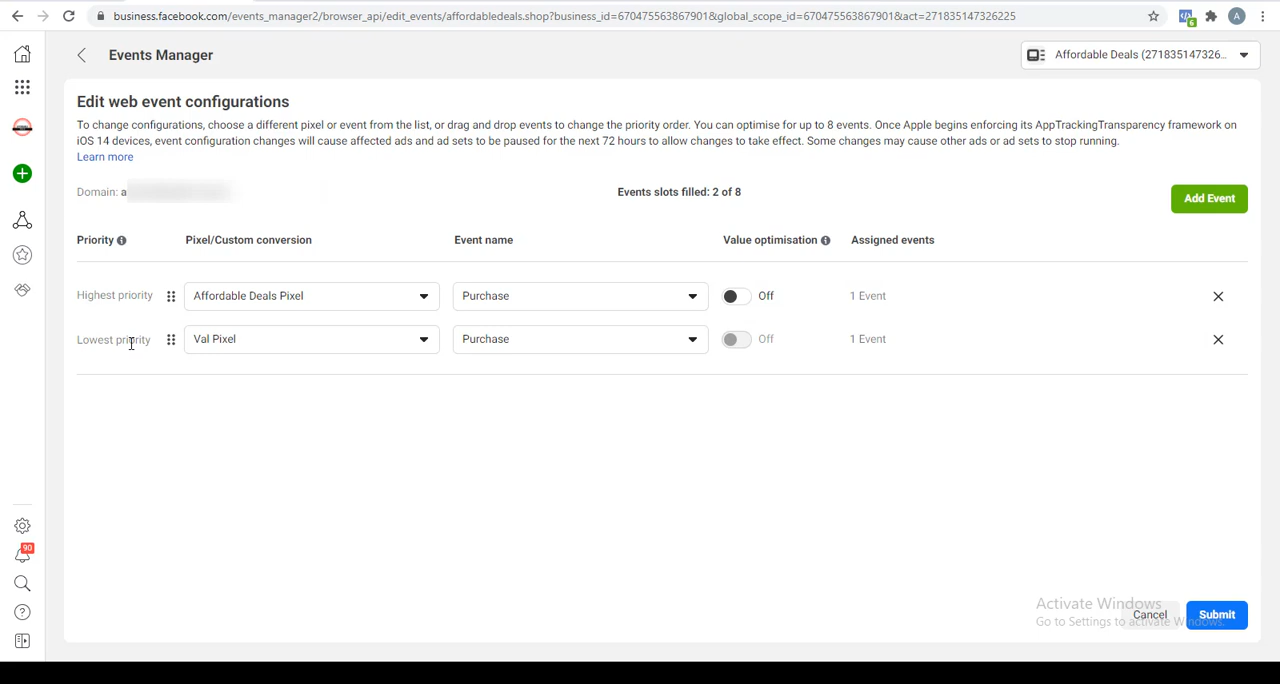 business.facebook.com/events_manager2/browser_api/edit_events/affordabledeals.shop?business_id=670475563867901&global_scope_id=670475563867901&act=271835147326225
6
A
Events Manager
Affordable Deals (271835147326...
Edit web event configurations
To change configurations, choose a different pixel or event from the list, or drag and drop events to change the priority order. You can optimise for up to 8 events. Once Apple begins enforcing its AppTrackingTransparency framework on
iOS 14 devices, event configuration changes will cause affected ads and ad sets to be paused for the next 72 hours to allow changes to take effect. Some changes may cause other ads or ad sets to stop running.
Learn more
Domain: a
Events slots filled: 2 of 8
Add Event
Priority Pixel/Custom conversion Event name Value optimisation Assigned events
Highest priority Affordable Deals Pixel Purchase Off 1 Event
Lowest priority Val Pixel Purchase Off 1 Event
90
Activate Windows
Cancel Submit
Go to Settings to activate Windows.